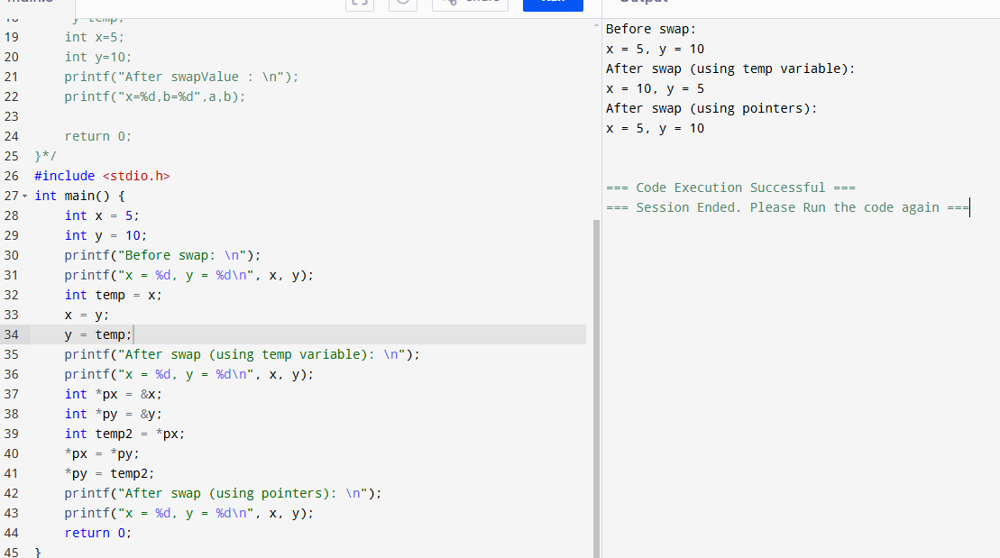 19 int x=5;
20 int y=10;
21 printf("After swapValue : \n");
22 printf("x=%d,b=%d",a,b);
23
24 return 0;
25 }*/
26 #include <stdio.h>
27 int main() {
28 int x = 5;
29 int y = 10;
30 printf("Before swap: \n");
31 printf("x = %d, y = %d\n", x, y);
32 int temp = x;
33 x = y;
34 y = temp;
35 printf("After swap (using temp variable): \n");
36 printf("x = %d, y = %d\n", x, y);
37 int *px = &x;
38 int *py = &y;
39 int temp2 = *px;
40 *px = *py;
41 *py = temp2;
42 printf("After swap (using pointers): \n");
43 printf("x = %d, y = %d\n", x, y);
44 return 0;
45 }
Before swap:
x = 5, y = 10
After swap (using temp variable):
x = 10, y = 5
After swap (using pointers):
x = 5, y = 10
=== Code Execution Successful ===
=== Session Ended. Please Run the code again ===